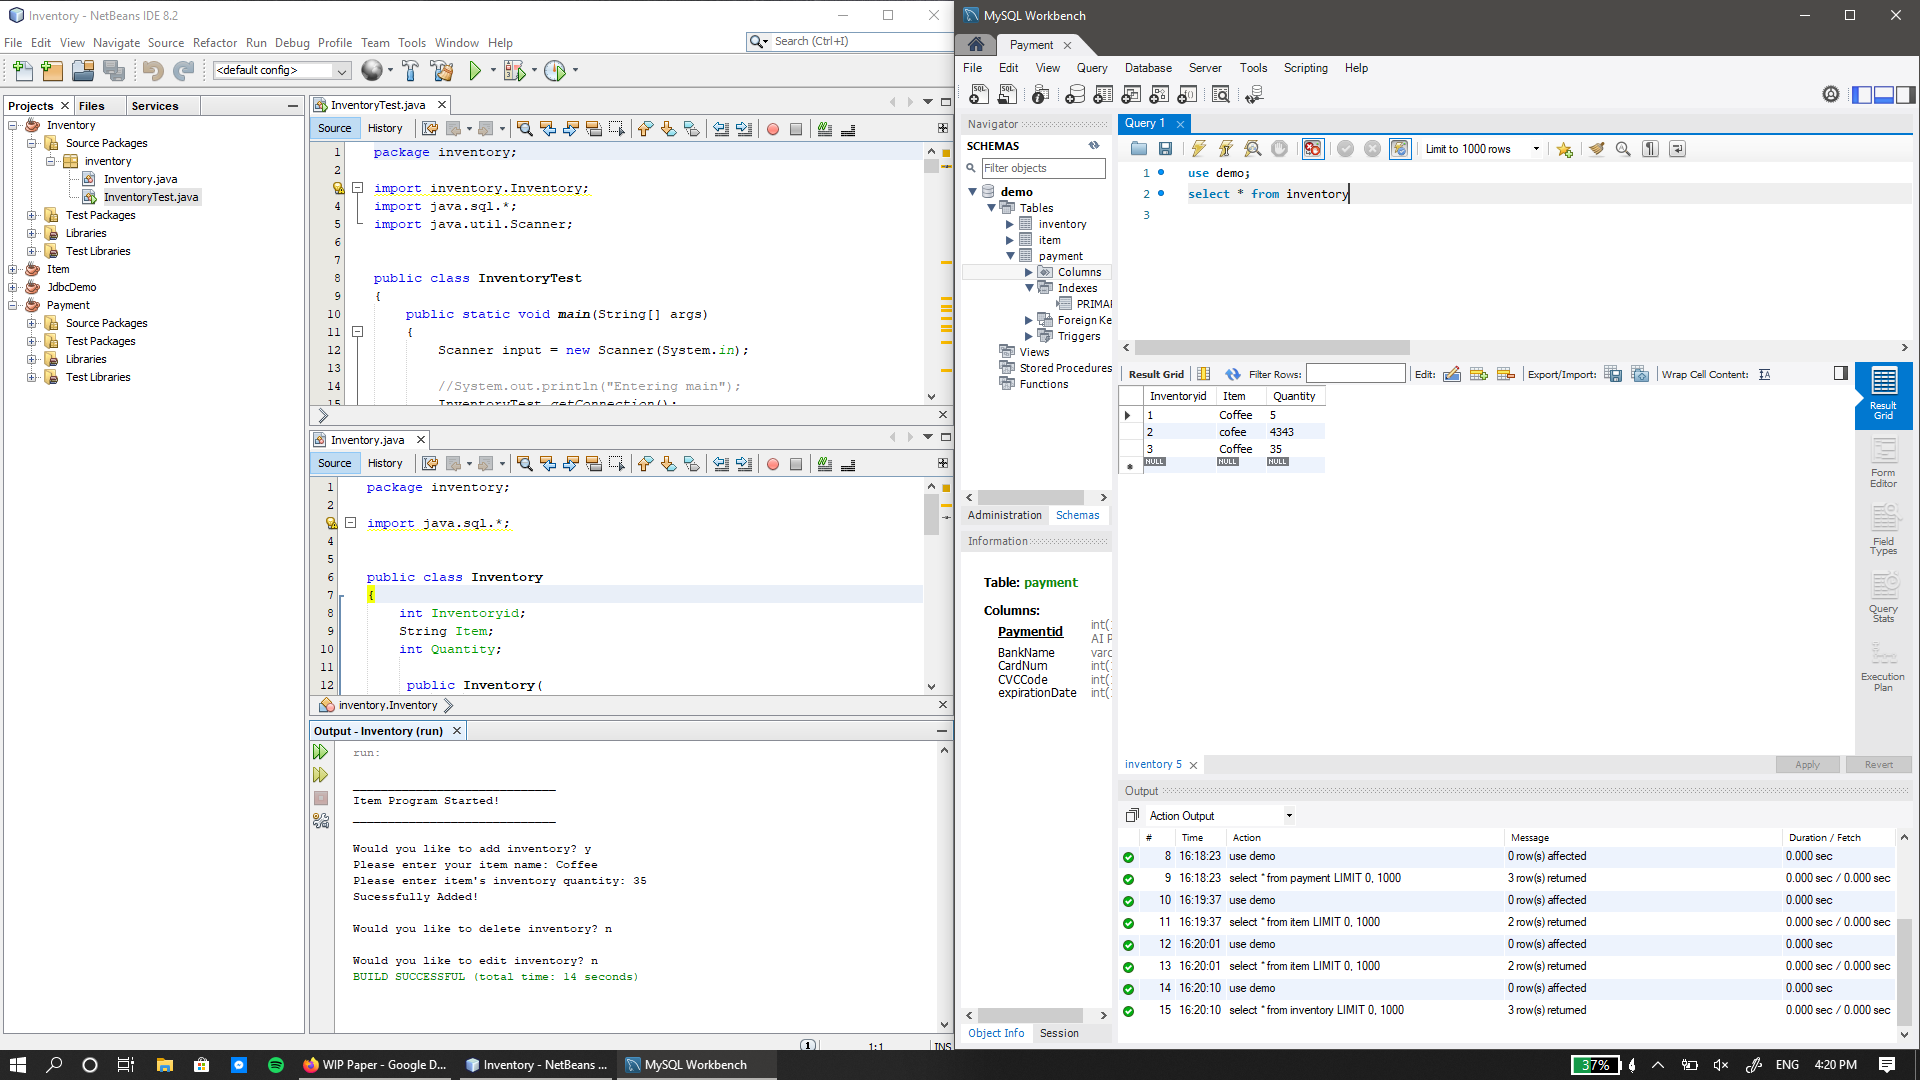 Inventory - NetBeans IDE 8.2
File Edit View Navigate Source Refactor Run Debug Profile Team Tools Window Help
Search (Ctrl+I)
<default config>
Projects Files Services
Inventory
Source Packages
inventory
Inventory.java
InventoryTest.java
Test Packages
Libraries
Test Libraries
Item
JdbcDemo
Payment
Source Packages
Test Packages
Libraries
Test Libraries
InventoryTest.java
Source History
1 package inventory;
2
import inventory.Inventory;
4 import java.sql.*;
5 import java.util.Scanner;
6
7
8 public class InventoryTest
9 {
10 public static void main(String[] args)
11 {
12 Scanner input = new Scanner(System.in);
13
14 //System.out.println("Entering main");
15 InventoryTest.getConnection();
Inventory.java
Source History
1 package inventory;
2
import java.sql.*;
4
5
6 public class Inventory
7 {
8 int Inventoryid;
9 String Item;
10 int Quantity;
11
12 public Inventory(
inventory.Inventory
Output - Inventory (run)
run:
Item Program Started!
Would you like to add inventory? y
Please enter your item name: Coffee
Please enter item's inventory quantity: 35
Sucessfully Added!
Would you like to delete inventory? n
Would you like to edit inventory? n
BUILD SUCCESSFUL (total time: 14 seconds)
1 1:1 INS
MySQL Workbench
Payment
File Edit View Query Database Server Tools Scripting Help
Navigator
SCHEMAS
Filter objects
demo
Tables
inventory
item
payment
Columns
Indexes
PRIMAI
Foreign Ke
Triggers
Views
Stored Procedures
Functions
Administration Schemas
Information
Table: payment
Columns:
Paymentid int(
AI P
BankName varc
CardNum int(
CVCCode int(
expirationDate int(
Object Info Session
Query 1
Limit to 1000 rows
1 use demo;
2 select * from inventory
3
Result Grid Filter Rows: Edit: Export/Import: Wrap Cell Content:
Inventoryid Item Quantity
1 Coffee 5
2 cofee 4343
3 Coffee 35
NULL NULL NULL
Result Grid
Form Editor
Field Types
Query Stats
Execution Plan
inventory 5 Apply Revert
Output
Action Output
# Time Action Message Duration / Fetch
8 16:18:23 use demo 0 row(s) affected 0.000 sec
9 16:18:23 select * from payment LIMIT 0, 1000 3 row(s) returned 0.000 sec / 0.000 sec
10 16:19:37 use demo 0 row(s) affected 0.000 sec
11 16:19:37 select * from item LIMIT 0, 1000 2 row(s) returned 0.000 sec / 0.000 sec
12 16:20:01 use demo 0 row(s) affected 0.000 sec
13 16:20:01 select * from item LIMIT 0, 1000 2 row(s) returned 0.000 sec / 0.000 sec
14 16:20:10 use demo 0 row(s) affected 0.000 sec
15 16:20:10 select * from inventory LIMIT 0, 1000 3 row(s) returned 0.000 sec / 0.000 sec
WIP Paper - Google D... Inventory - NetBeans ... MySQL Workbench 37% ENG 4:20 PM